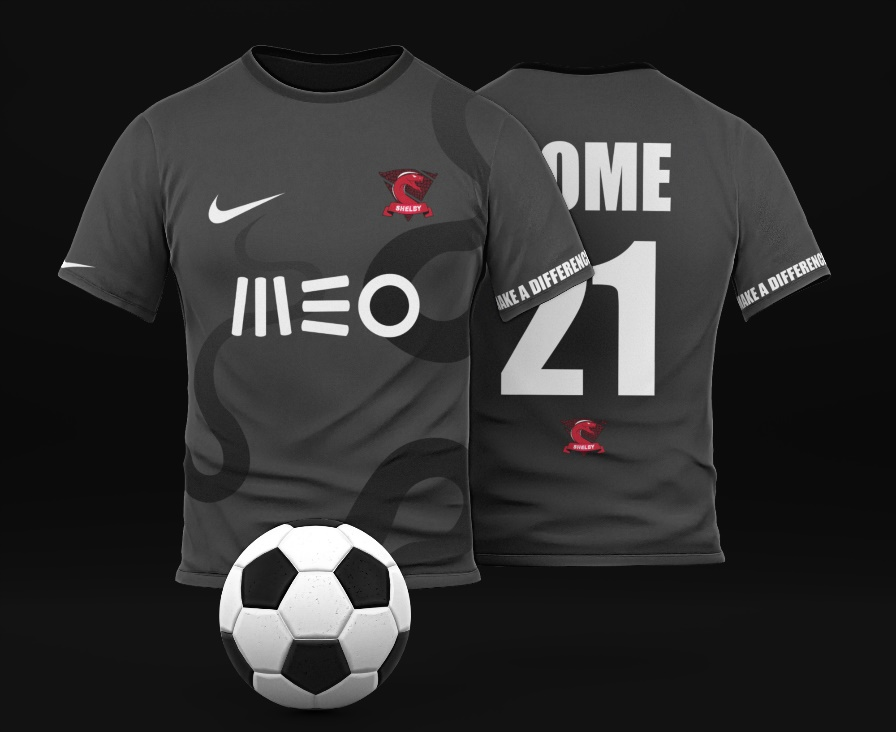 SHELBY
MEO
OME
21
AKE A DIFFERENC
AKE A DIFFERENC
SHELBY